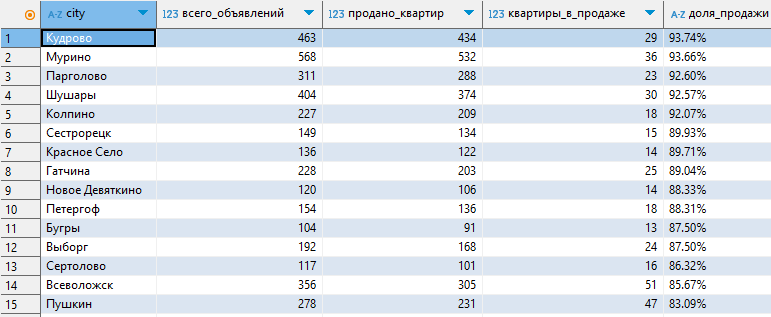 A-Z city 123 всего_объявлений 123 продано_квартир 123 квартиры_в_продаже A-Z доля_продажи
1 Кудрово 463 434 29 93.74%
2 Мурино 568 532 36 93.66%
3 Парголово 311 288 23 92.60%
4 Шушары 404 374 30 92.57%
5 Колпино 227 209 18 92.07%
6 Сестрорецк 149 134 15 89.93%
7 Красное Село 136 122 14 89.71%
8 Гатчина 228 203 25 89.04%
9 Новое Девяткино 120 106 14 88.33%
10 Петергоф 154 136 18 88.31%
11 Бугры 104 91 13 87.50%
12 Выборг 192 168 24 87.50%
13 Сертолово 117 101 16 86.32%
14 Всеволожск 356 305 51 85.67%
15 Пушкин 278 231 47 83.09%